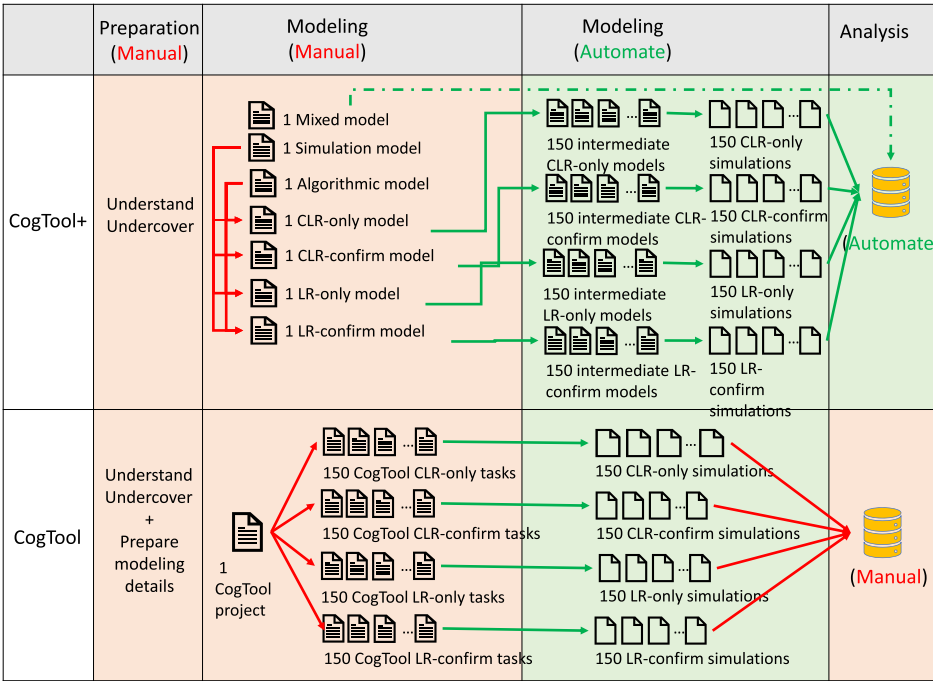 Preparation
(Manual)
Modeling
(Manual)
Modeling
(Automate)
Analysis
CogTool+
Understand
Undercover
1 Mixed model
1 Simulation model
1 Algorithmic model
1 CLR-only model
1 CLR-confirm model
1 LR-only model
1 LR-confirm model
...
150 intermediate
CLR-only models
...
150 CLR-only
simulations
...
150 intermediate CLR-
confirm models
...
150 CLR-confirm
simulations
...
150 intermediate
LR-only models
...
150 LR-only
simulations
...
150 intermediate LR-
confirm models
...
150 LR-
confirm
simulations
(Automate
CogTool
Understand
Undercover
+
Prepare
modeling
details
1
CogTool
project
...
150 CogTool CLR-only tasks
...
150 CLR-only simulations
...
150 CogTool CLR-confirm tasks
...
150 CLR-confirm simulations
...
150 CogTool LR-only tasks
...
150 LR-only simulations
...
150 CogTool LR-confirm tasks
...
150 LR-confirm simulations
(Manual)